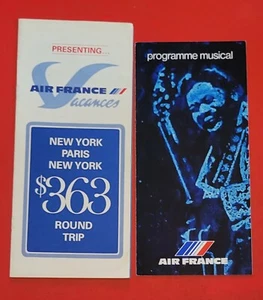 PRESENTING...
AIR FRANCE
Vacances
NEW YORK
PARIS
NEW YORK
$363
ROUND
TRIP
programme musical
AIR FRANCE